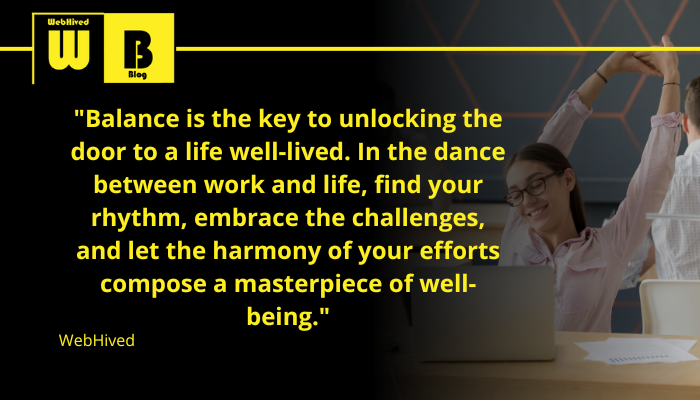 WebHived
W
B
Blog
"Balance is the key to unlocking the
door to a life well-lived. In the dance
between work and life, find your
rhythm, embrace the challenges,
and let the harmony of your efforts
compose a masterpiece of well-
being."
WebHived